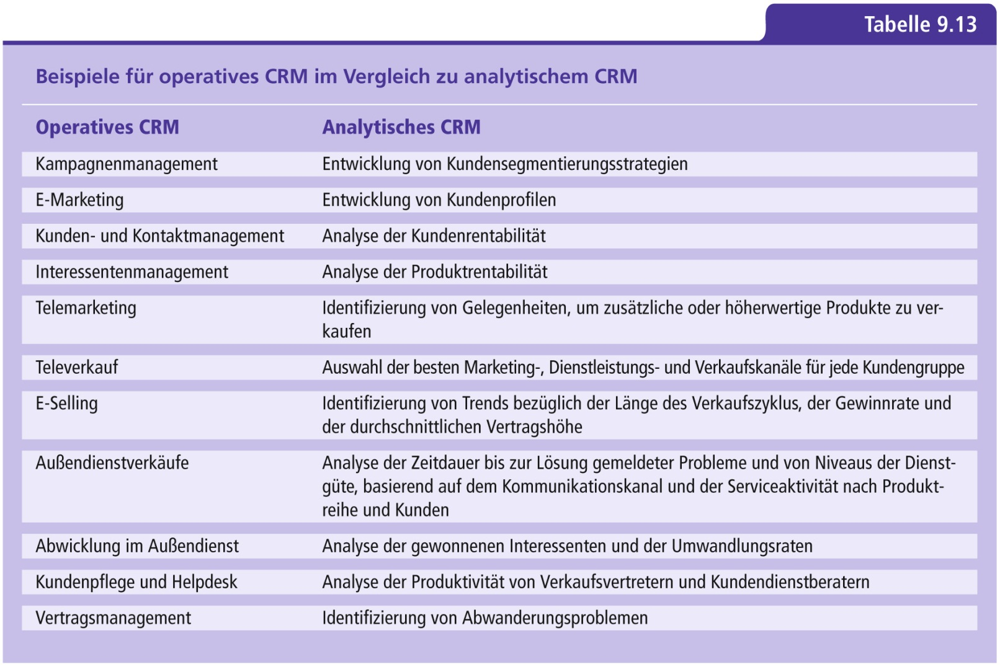 Tabelle 9.13
Beispiele für operatives CRM im Vergleich zu analytischem CRM
Operatives CRM Analytisches CRM
Kampagnenmanagement Entwicklung von Kundensegmentierungsstrategien
E-Marketing Entwicklung von Kundenprofilen
Kunden- und Kontaktmanagement Analyse der Kundenrentabilität
Interessentenmanagement Analyse der Produktrentabilität
Telemarketing Identifizierung von Gelegenheiten, um zusätzliche oder höherwertige Produkte zu ver-
kaufen
Televerkauf Auswahl der besten Marketing-, Dienstleistungs- und Verkaufskanäle für jede Kundengruppe
E-Selling Identifizierung von Trends bezüglich der Länge des Verkaufszyklus, der Gewinnrate und
der durchschnittlichen Vertragshöhe
Außendienstverkäufe Analyse der Zeitdauer bis zur Lösung gemeldeter Probleme und von Niveaus der Dienst-
güte, basierend auf dem Kommunikationskanal und der Serviceaktivität nach Produkt-
reihe und Kunden
Abwicklung im Außendienst Analyse der gewonnenen Interessenten und der Umwandlungsraten
Kundenpflege und Helpdesk Analyse der Produktivität von Verkaufsvertretern und Kundendienstberatern
Vertragsmanagement Identifizierung von Abwanderungsproblemen